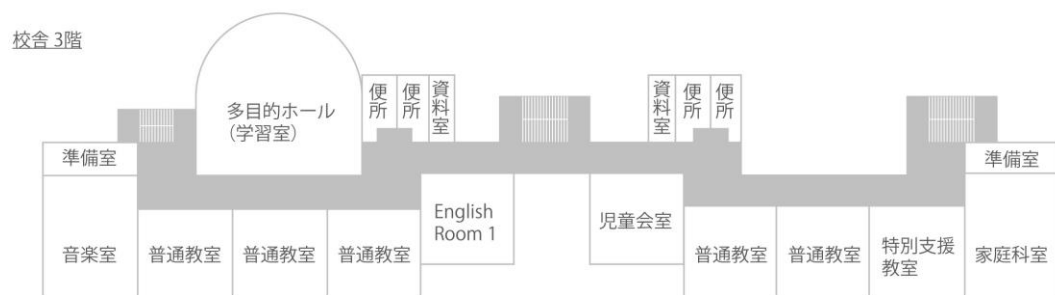 校舎 3階
多目的ホール
（学習室）
便所
便所
資料室
資料室
便所
便所
準備室
準備室
音楽室
普通教室
普通教室
普通教室
English
Room 1
児童会室
普通教室
普通教室
特別支援
教室
家庭科室